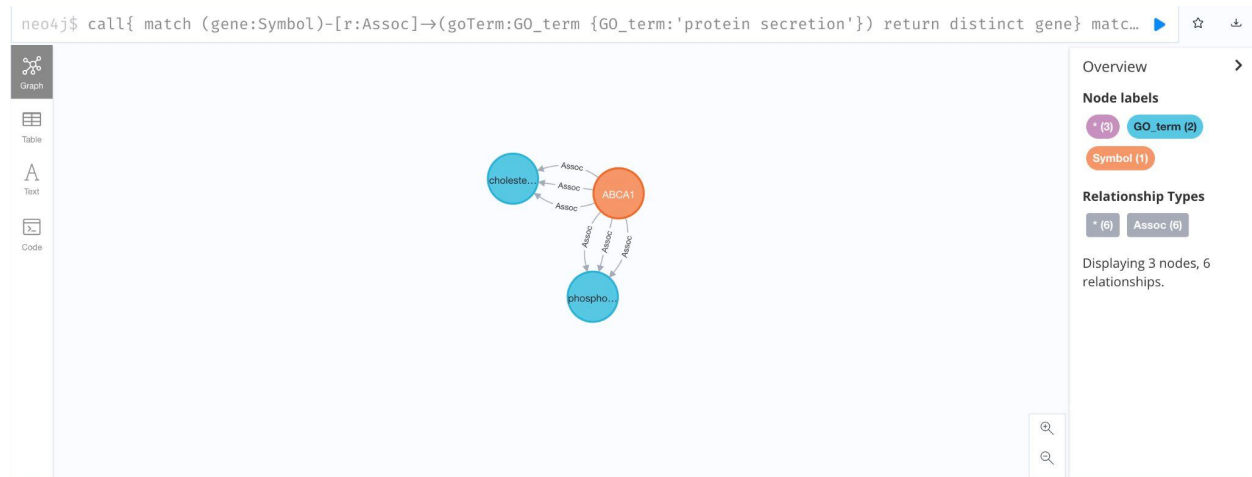 neo4j$ call{ match (gene:Symbol)-[r:Assoc]→(goTerm:GO_term {GO_term:'protein secretion'}) return distinct gene} matc…
Graph
Table
Text
Code
choleste…
Assoc
Assoc
Assoc
ABCA1
Assoc
Assoc
Assoc
phospho…
Overview
Node labels
* (3) GO_term (2)
Symbol (1)
Relationship Types
* (6) Assoc (6)
Displaying 3 nodes, 6
relationships.